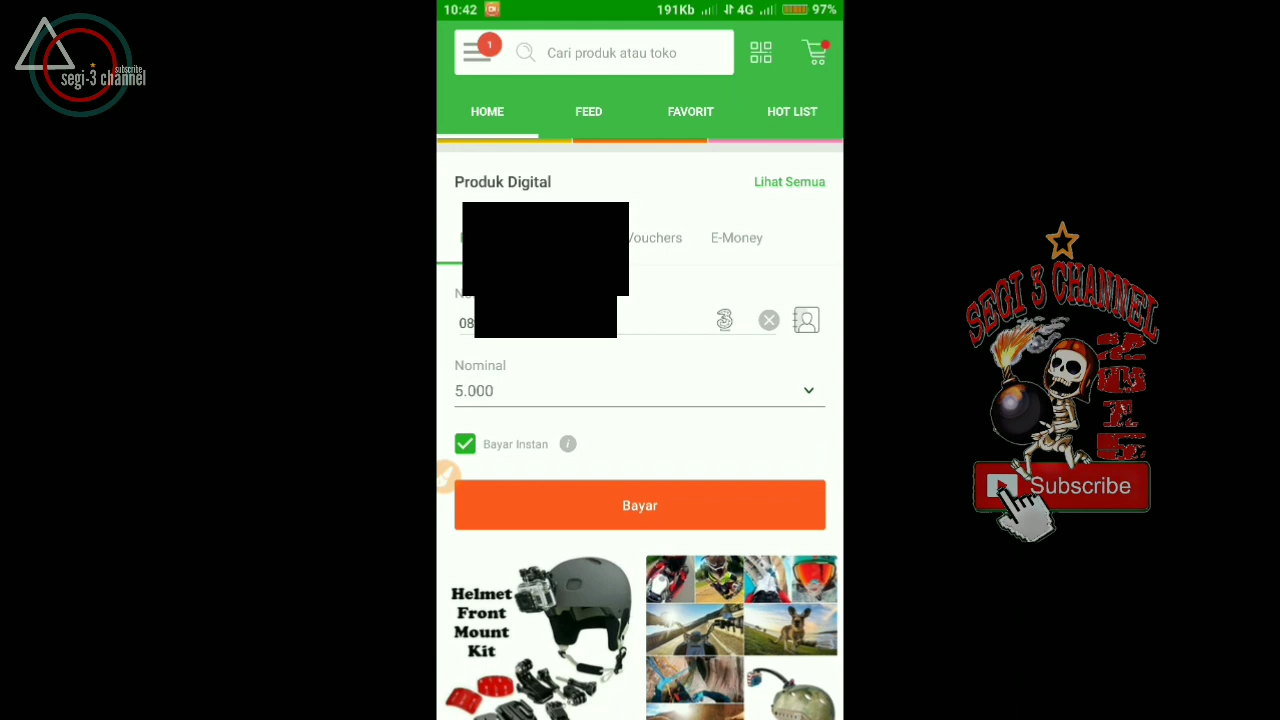 subscribe
segi-3 channel
10:42
191Kb
4G
97%
1
Cari produk atau toko
HOME
FEED
FAVORIT
HOT LIST
Produk Digital
Lihat Semua
Vouchers
E-Money
08
3
Nominal
5.000
Bayar Instan
i
Bayar
Helmet
Front
Mount
Kit
SEGI 3 CHANNEL
Subscribe